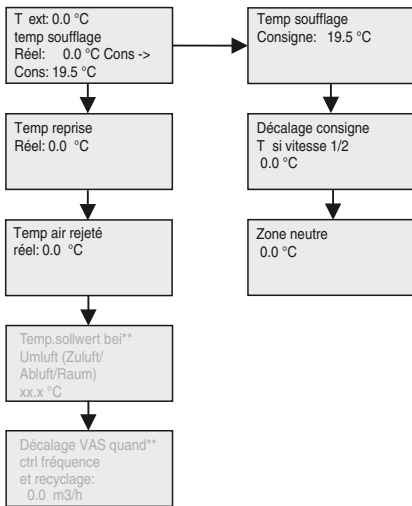 T ext: 0.0 °C
temp soufflage
Réel: 0.0 °C Cons ->
Cons: 19.5 °C
Temp soufflage
Consigne: 19.5 °C
Temp reprise
Réel: 0.0 °C
Décalage consigne
T si vitesse 1/2
0.0 °C
Temp air rejeté
réel: 0.0 °C
Zone neutre
0.0 °C
Temp.sollwert bei**
Umluft (Zuluft/
Abluft/Raum)
xx.x °C
Décalage VAS quand**
ctrl fréquence
et recyclage:
0.0 m3/h